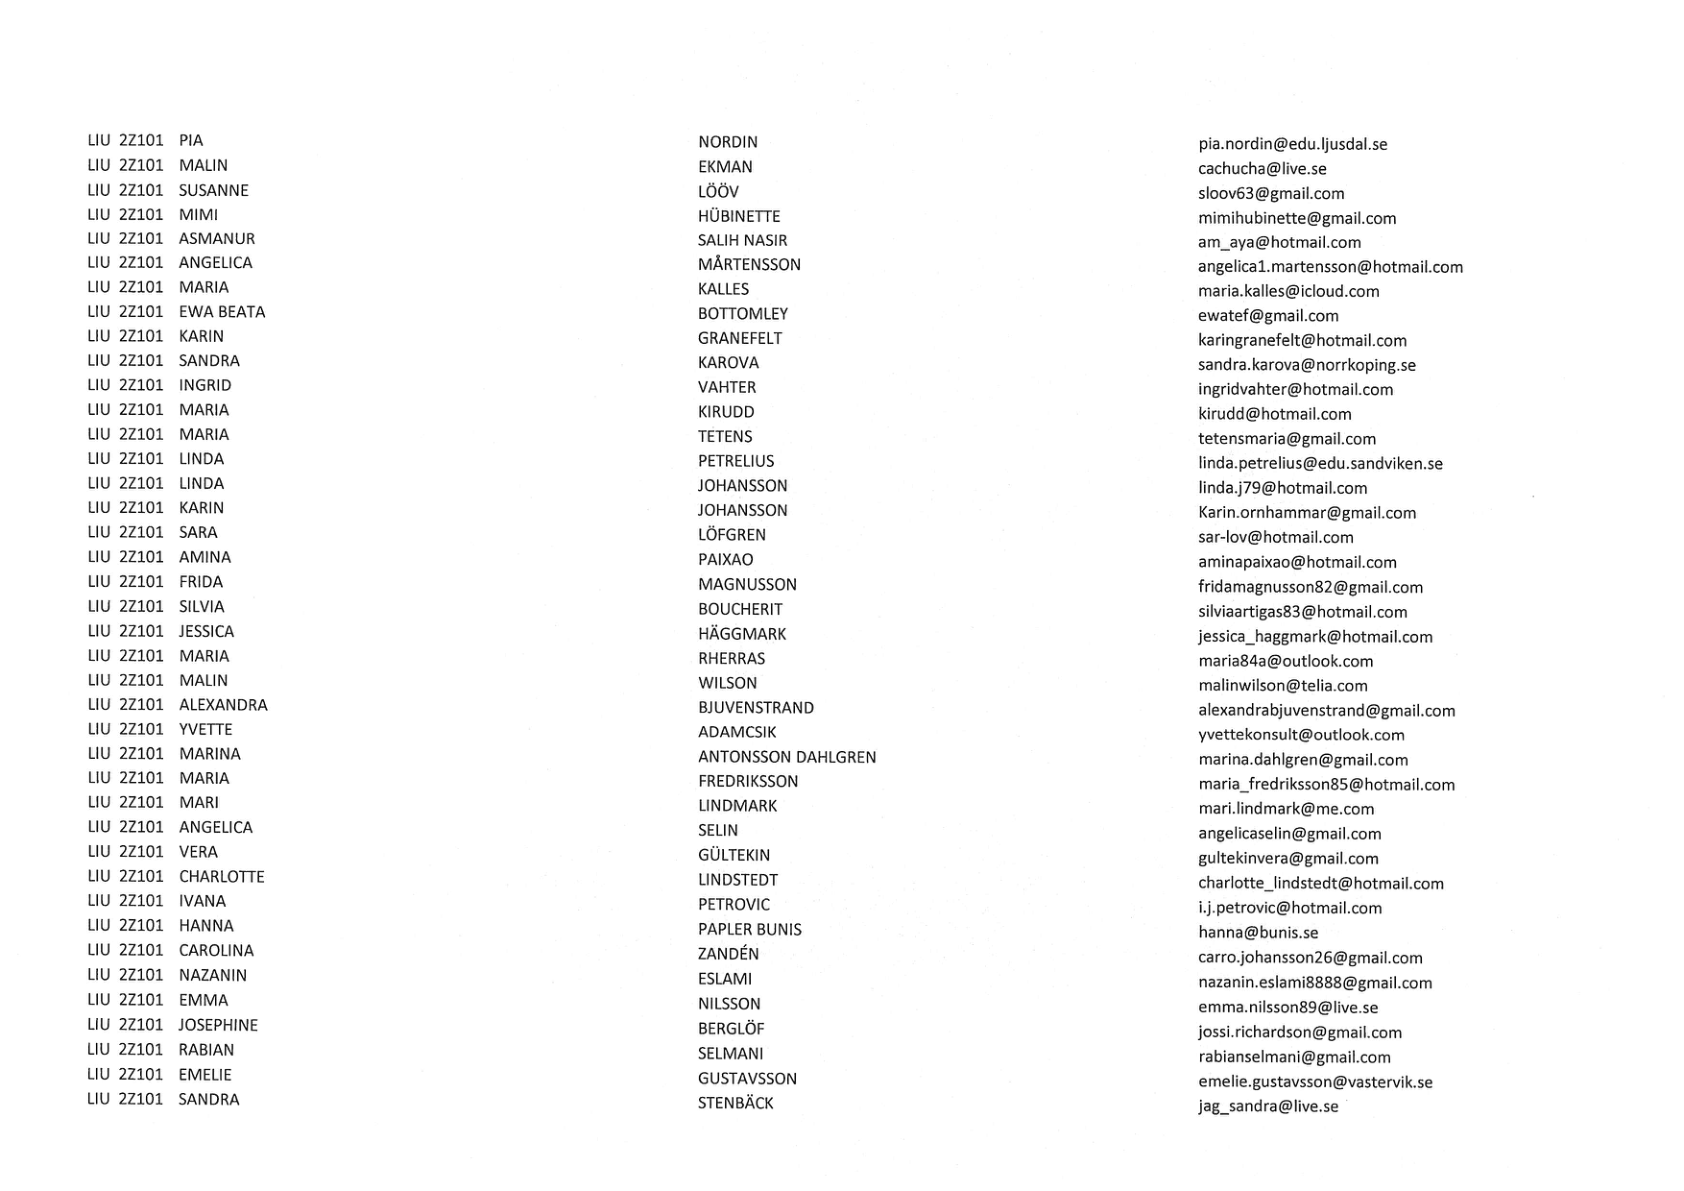 LIU 2Z101 PIA NORDIN pia.nordin@edu.ljusdal.se
LIU 2Z101 MALIN EKMAN cachucha@live.se
LIU 2Z101 SUSANNE LÖÖV sloov63@gmail.com
LIU 2Z101 MIMI HÜBINETTE mimihubinette@gmail.com
LIU 2Z101 ASMANUR SALIH NASIR am_aya@hotmail.com
LIU 2Z101 ANGELICA MÅRTENSSON angelica1.martensson@hotmail.com
LIU 2Z101 MARIA KALLES maria.kalles@icloud.com
LIU 2Z101 EWA BEATA BOTTOMLEY ewatef@gmail.com
LIU 2Z101 KARIN GRANEFELT karingranefelt@hotmail.com
LIU 2Z101 SANDRA KAROVA sandra.karova@norrkoping.se
LIU 2Z101 INGRID VAHTER ingridvahter@hotmail.com
LIU 2Z101 MARIA KIRUDD kirudd@hotmail.com
LIU 2Z101 MARIA TETENS tetensmaria@gmail.com
LIU 2Z101 LINDA PETRELIUS linda.petrelius@edu.sandviken.se
LIU 2Z101 LINDA JOHANSSON linda.j79@hotmail.com
LIU 2Z101 KARIN JOHANSSON Karin.ornhammar@gmail.com
LIU 2Z101 SARA LÖFGREN sar-lov@hotmail.com
LIU 2Z101 AMINA PAIXAO aminapaixao@hotmail.com
LIU 2Z101 FRIDA MAGNUSSON fridamagnusson82@gmail.com
LIU 2Z101 SILVIA BOUCHERIT silviaartigas83@hotmail.com
LIU 2Z101 JESSICA HÄGGMARK jessica_haggmark@hotmail.com
LIU 2Z101 MARIA RHERRAS maria84a@outlook.com
LIU 2Z101 MALIN WILSON malinwilson@telia.com
LIU 2Z101 ALEXANDRA BJUVENSTRAND alexandrabjuvenstrand@gmail.com
LIU 2Z101 YVETTE ADAMCSIK yvettekonsult@outlook.com
LIU 2Z101 MARINA ANTONSSON DAHLGREN marina.dahlgren@gmail.com
LIU 2Z101 MARIA FREDRIKSSON maria_fredriksson85@hotmail.com
LIU 2Z101 MARI LINDMARK mari.lindmark@me.com
LIU 2Z101 ANGELICA SELIN angelicaselin@gmail.com
LIU 2Z101 VERA GÜLTEKIN gultekinvera@gmail.com
LIU 2Z101 CHARLOTTE LINDSTEDT charlotte_lindstedt@hotmail.com
LIU 2Z101 IVANA PETROVIC i.j.petrovic@hotmail.com
LIU 2Z101 HANNA PAPLER BUNIS hanna@bunis.se
LIU 2Z101 CAROLINA ZANDÉN carro.johansson26@gmail.com
LIU 2Z101 NAZANIN ESLAMI nazanin.eslami8888@gmail.com
LIU 2Z101 EMMA NILSSON emma.nilsson89@live.se
LIU 2Z101 JOSEPHINE BERGLÖF jossi.richardson@gmail.com
LIU 2Z101 RABIAN SELMANI rabianselmani@gmail.com
LIU 2Z101 EMELIE GUSTAVSSON emelie.gustavsson@vastervik.se
LIU 2Z101 SANDRA STENBÄCK jag_sandra@live.se